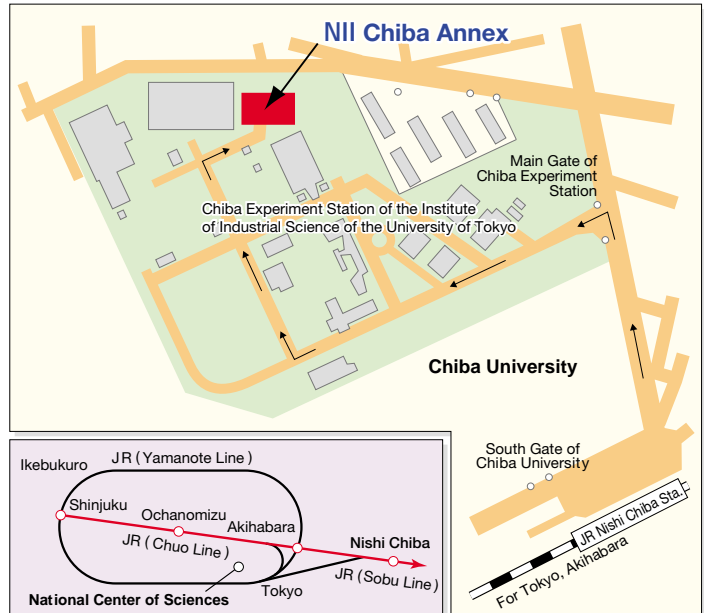 NII Chiba Annex
Main Gate of
Chiba Experiment
Station
Chiba Experiment Station of the Institute
of Industrial Science of the University of Tokyo
Chiba University
South Gate of
Chiba University
JR Nishi Chiba Sta.
For Tokyo, Akihabara
JR ( Yamanote Line )
Ikebukuro
Shinjuku
Ochanomizu
Akihabara
JR ( Chuo Line )
Nishi Chiba
JR (Sobu Line)
Tokyo
National Center of Sciences